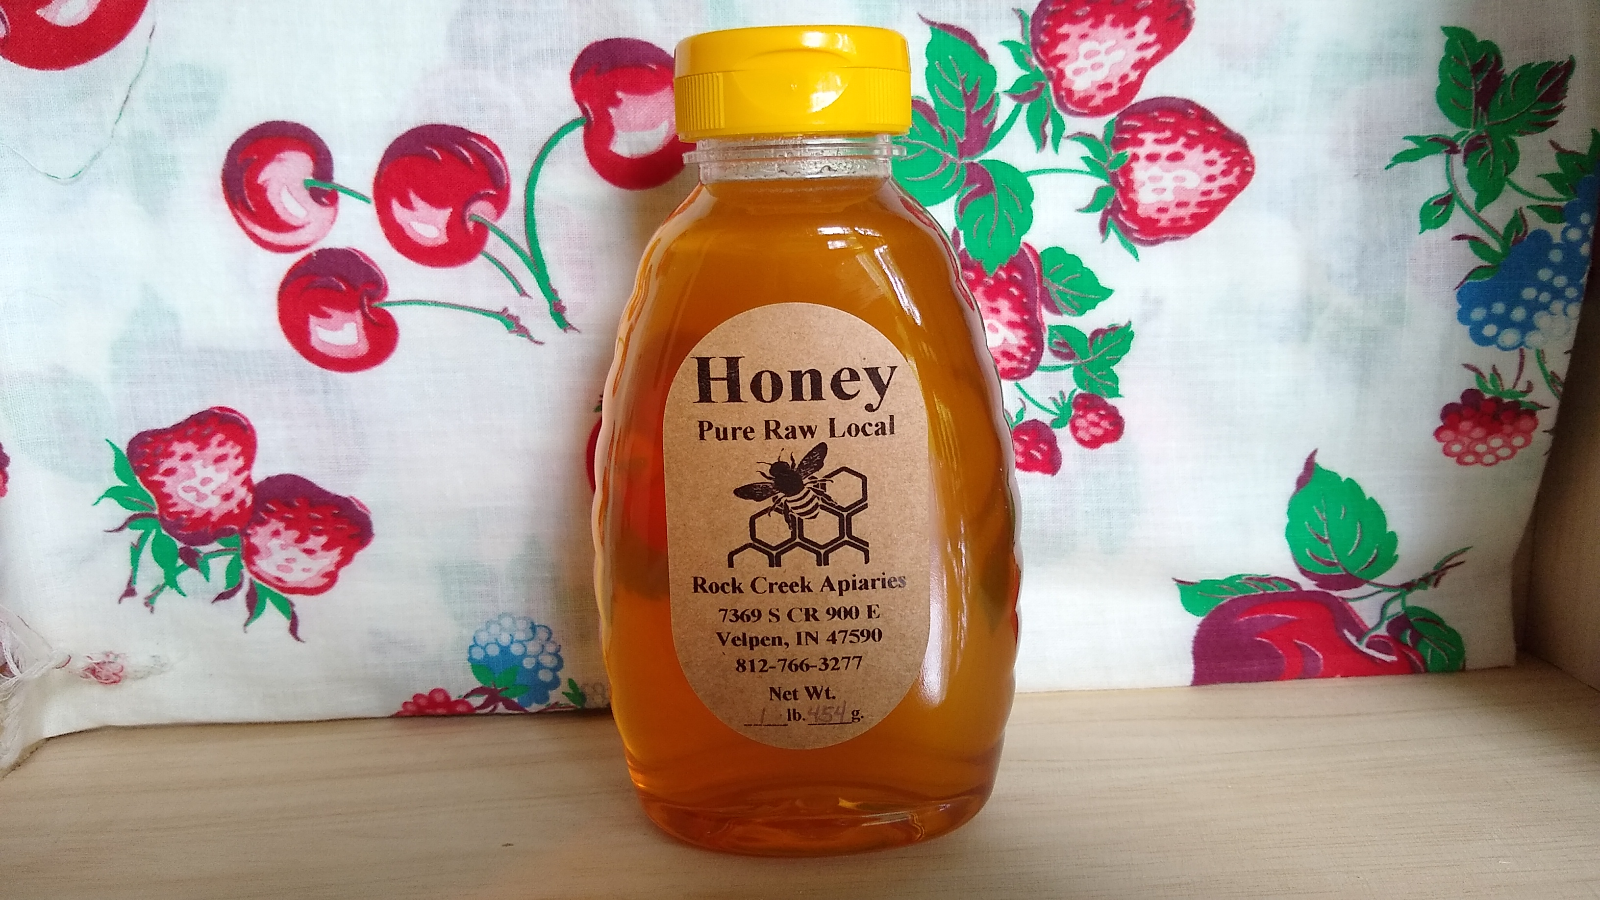 Honey
Pure Raw Local
Rock Creek Apiaries
7369 S CR 900 E
Velpen, IN 47590
812-766-3277
Net Wt.
1 lb. 454 g.